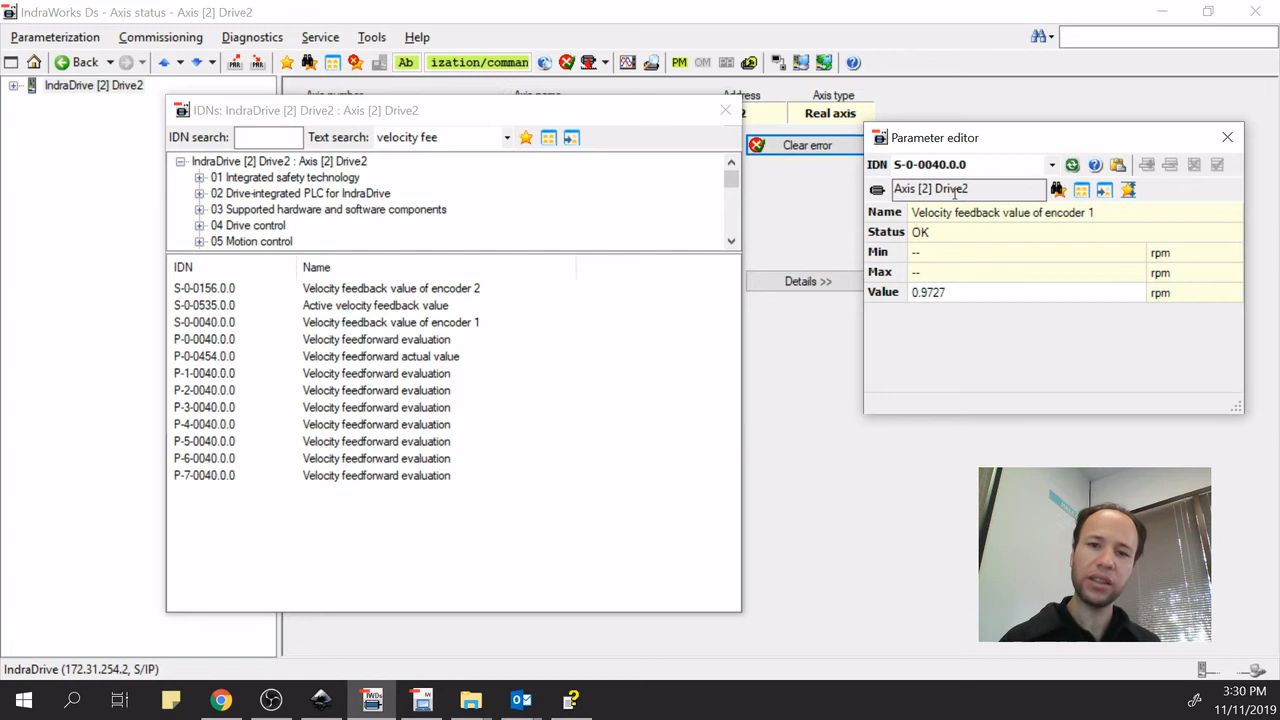 IndraWorks Ds - Axis status - Axis [2] Drive2
Parameterization Commissioning Diagnostics Service Tools Help
Back PAR PAR Ab ization/comman PM OM
IndraDrive [2] Drive2
Axis number Axis name Address Axis type
2 Real axis
Clear error
Details >>
IDNs: IndraDrive [2] Drive2 : Axis [2] Drive2
IDN search: Text search: velocity fee
IndraDrive [2] Drive2 : Axis [2] Drive2
01 Integrated safety technology
02 Drive-integrated PLC for IndraDrive
03 Supported hardware and software components
04 Drive control
05 Motion control
IDN Name
S-0-0156.0.0 Velocity feedback value of encoder 2
S-0-0535.0.0 Active velocity feedback value
S-0-0040.0.0 Velocity feedback value of encoder 1
P-0-0040.0.0 Velocity feedforward evaluation
P-0-0454.0.0 Velocity feedforward actual value
P-1-0040.0.0 Velocity feedforward evaluation
P-2-0040.0.0 Velocity feedforward evaluation
P-3-0040.0.0 Velocity feedforward evaluation
P-4-0040.0.0 Velocity feedforward evaluation
P-5-0040.0.0 Velocity feedforward evaluation
P-6-0040.0.0 Velocity feedforward evaluation
P-7-0040.0.0 Velocity feedforward evaluation
Parameter editor
IDN S-0-0040.0.0
Axis [2] Drive2
Name Velocity feedback value of encoder 1
Status OK
Min -- rpm
Max -- rpm
Value 0.9727 rpm
IndraDrive (172.31.254.2, S/IP)
IWDs IW
3:30 PM
11/11/2019